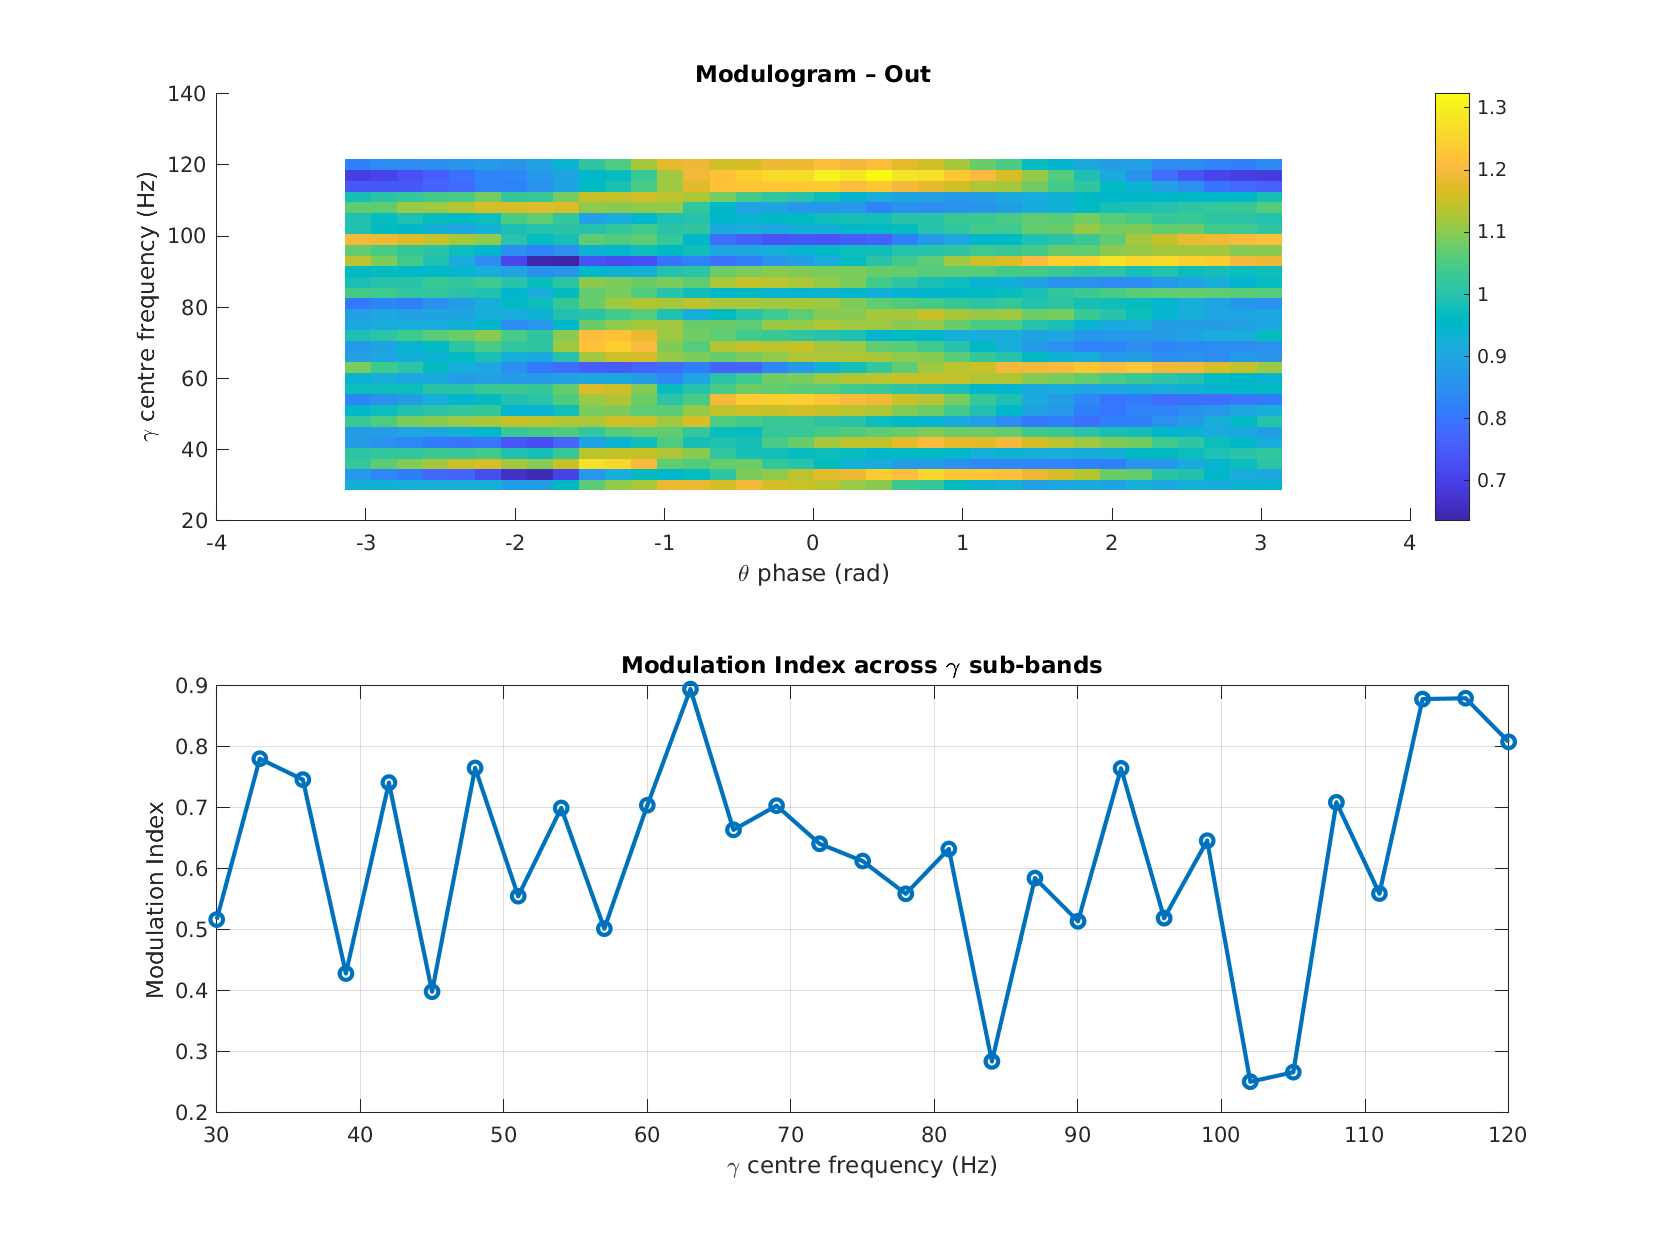 Modulogram – Out
140
120
100
80
60
40
20
γ centre frequency (Hz)
-4 -3 -2 -1 0 1 2 3 4
θ phase (rad)
1.3
1.2
1.1
1
0.9
0.8
0.7
Modulation Index across γ sub-bands
0.9
0.8
0.7
0.6
0.5
0.4
0.3
0.2
Modulation Index
30 40 50 60 70 80 90 100 110 120
γ centre frequency (Hz)